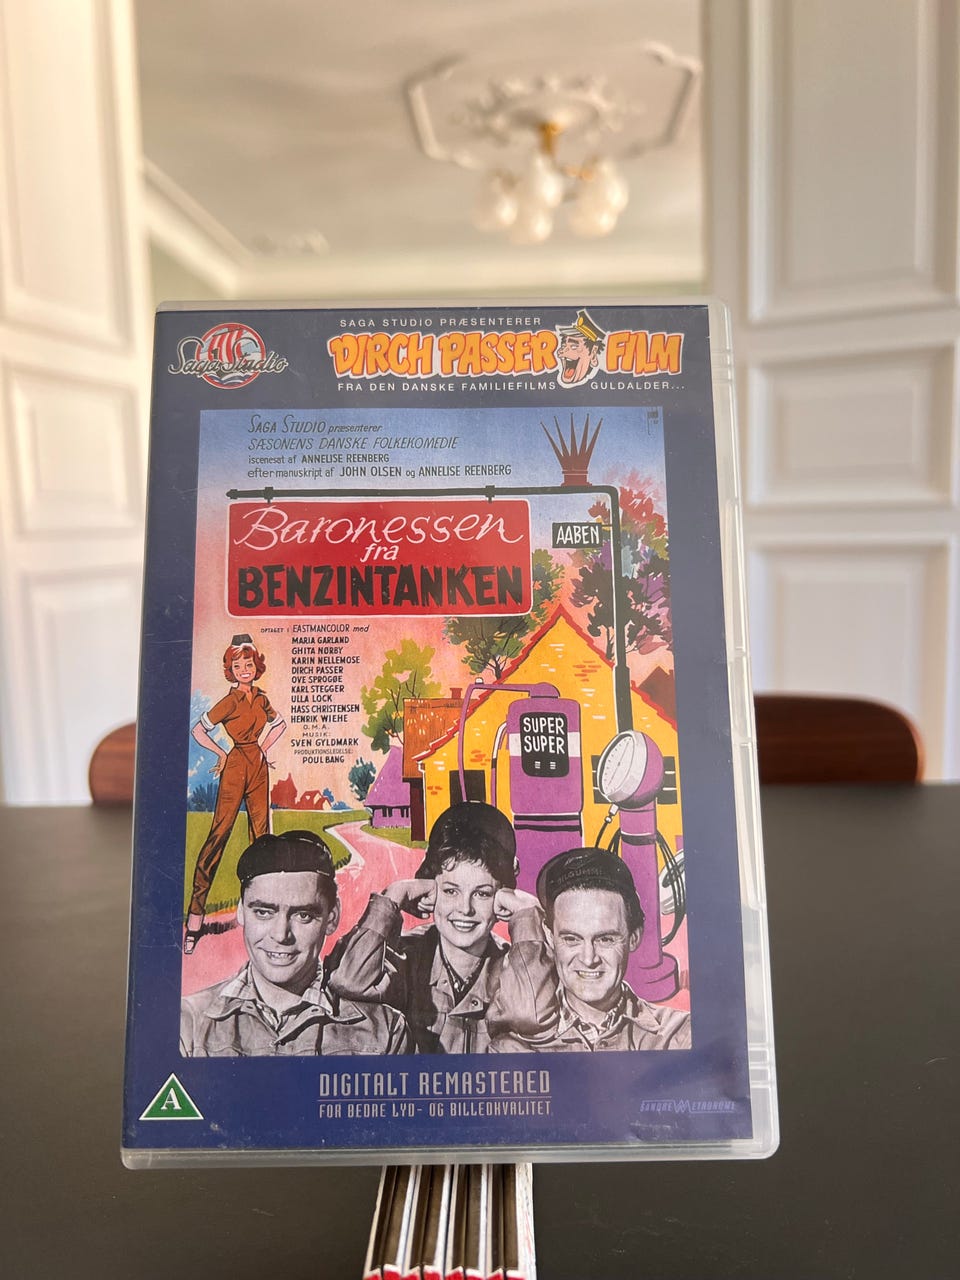 SAGA STUDIO PRÆSENTERER
Saga Studio
DIRCH PASSER FILM
FRA DEN DANSKE FAMILIEFILMS GULDALDER...
SAGA STUDIO præsenterer
SÆSONENS DANSKE FOLKEKOMEDIE
iscenesat af ANNELISE REENBERG
efter manuskript af JOHN OLSEN og ANNELISE REENBERG
Baronessen
fra
BENZINTANKEN
AABEN
OPTAGET I EASTMANCOLOR med
MARIA GARLAND
GHITA NØRBY
KARIN NELLEMOSE
DIRCH PASSER
OVE SPROGØE
KARL STEGGER
ULLA LOCK
HASS CHRISTENSEN
HENRIK WIEHE
O.M.A.
MUSIK:
SVEN GYLDMARK
PRODUKTIONSLEDELSE:
POUL BANG
SUPER
SUPER
A
DIGITALT REMASTERED
FOR BEDRE LYD- OG BILLEDKVALITET
SANDREW METRONOME